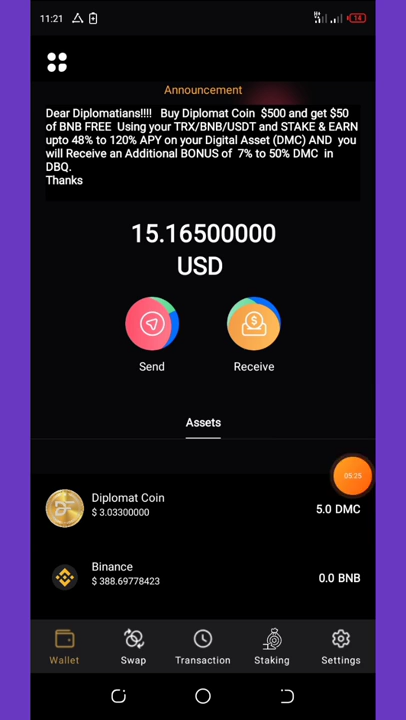 11:21
14
Announcement
Dear Diplomatians!!!! Buy Diplomat Coin $500 and get $50
of BNB FREE Using your TRX/BNB/USDT and STAKE & EARN
upto 48% to 120% APY on your Digital Asset (DMC) AND you
will Receive an Additional BONUS of 7% to 50% DMC in
DBQ.
Thanks
15.16500000
USD
Send Receive
Assets
05:25
Diplomat Coin
$ 3.03300000
5.0 DMC
Binance
$ 388.69778423
0.0 BNB
Wallet Swap Transaction Staking Settings